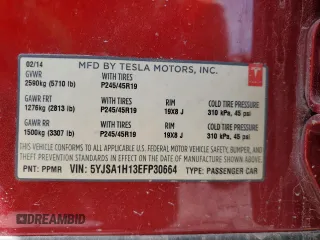 02/14 MFD BY TESLA MOTORS, INC.
GVWR WITH TIRES
2590kg (5710 lb) P245/45R19
GAWR FRT WITH TIRES RIM COLD TIRE PRESSURE
1276kg (2813 lb) P245/45R19 19X8 J 310 kPa, 45 psi
GAWR RR WITH TIRES RIM COLD TIRE PRESSURE
1500kg (3307 lb) P245/45R19 19X8 J 310 kPa, 45 psi
THIS VEHICLE CONFORMS TO ALL APPLICABLE U.S. FEDERAL MOTOR VEHICLE SAFETY, BUMPER, AND
THEFT PREVENTION STANDARDS IN EFFECT ON THE DATE OF MANUFACTURE SHOWN ABOVE.
PNT: PPMR VIN: 5YJSA1H13EFP30664 TYPE: PASSENGER CAR
DREAMBID